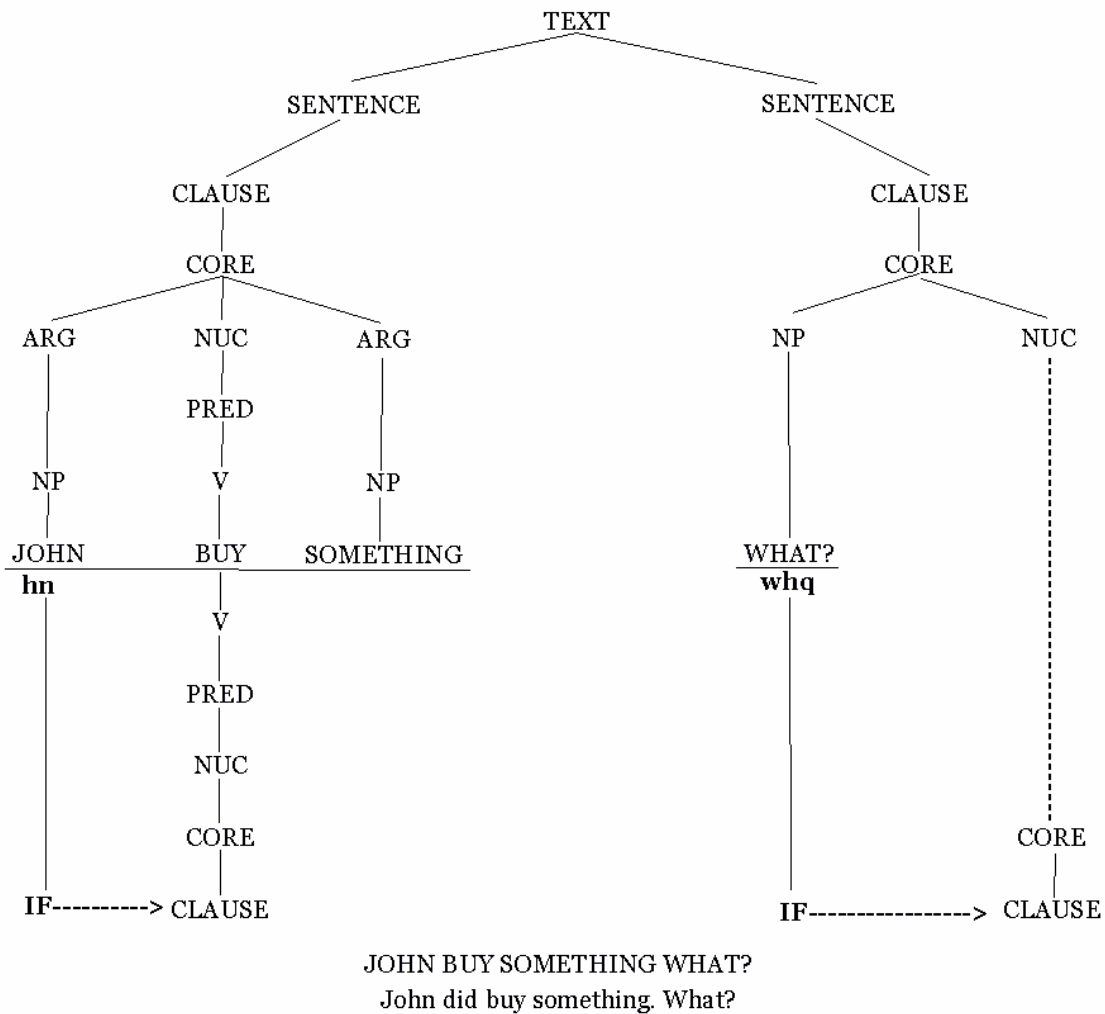 TEXT
SENTENCE SENTENCE
CLAUSE CLAUSE
CORE CORE
ARG NUC ARG NP NUC
PRED
NP V NP
JOHN BUY SOMETHING WHAT?
hn whq
V
PRED
NUC
CORE CORE
IF----------> CLAUSE IF-----------------> CLAUSE
JOHN BUY SOMETHING WHAT?
John did buy something. What?